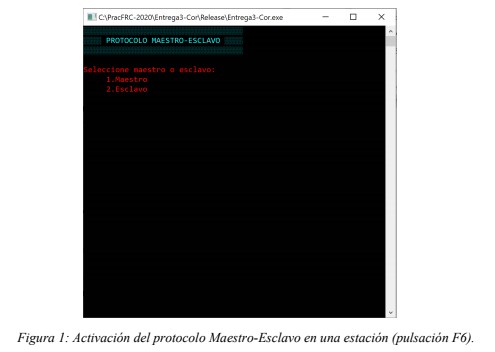 C:\PracFRC-2020\Entrega3-Cor\Release\Entrega3-Cor.exe
PROTOCOLO MAESTRO-ESCLAVO
Seleccione maestro o esclavo:
1.Maestro
2.Esclavo
Figura 1: Activación del protocolo Maestro-Esclavo en una estación (pulsación F6).